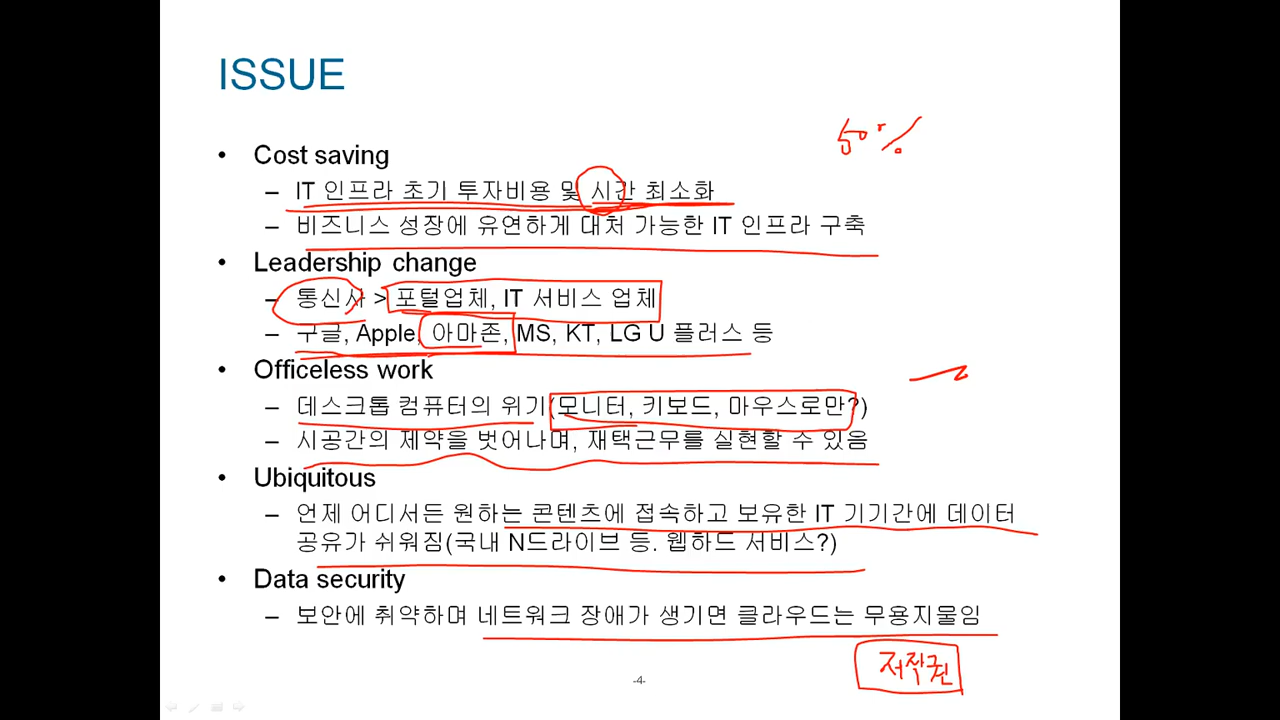 ISSUE
50%
• Cost saving
– IT 인프라 초기 투자비용 및 시간 최소화
– 비즈니스 성장에 유연하게 대처 가능한 IT 인프라 구축
• Leadership change
– 통신사 > 포털업체, IT 서비스 업체
– 구글, Apple, 아마존, MS, KT, LG U 플러스 등
• Officeless work
– 데스크톱 컴퓨터의 위기(모니터, 키보드, 마우스로만?)
– 시공간의 제약을 벗어나며, 재택근무를 실현할 수 있음
• Ubiquitous
– 언제 어디서든 원하는 콘텐츠에 접속하고 보유한 IT 기기간에 데이터
공유가 쉬워짐(국내 N드라이브 등. 웹하드 서비스?)
• Data security
– 보안에 취약하며 네트워크 장애가 생기면 클라우드는 무용지물임
저작권
-4-